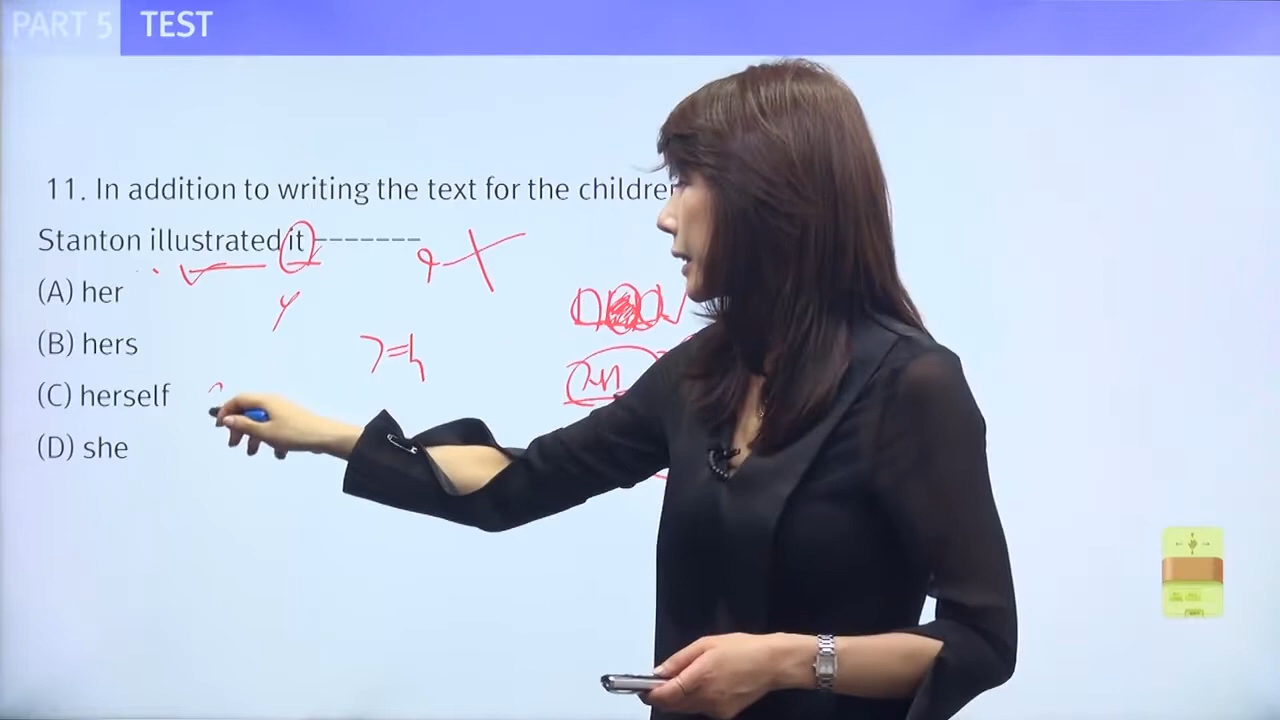 PART 5 TEST
11. In addition to writing the text for the
Stanton illustrated it -------
(A) her
(B) hers
(C) herself
(D) she